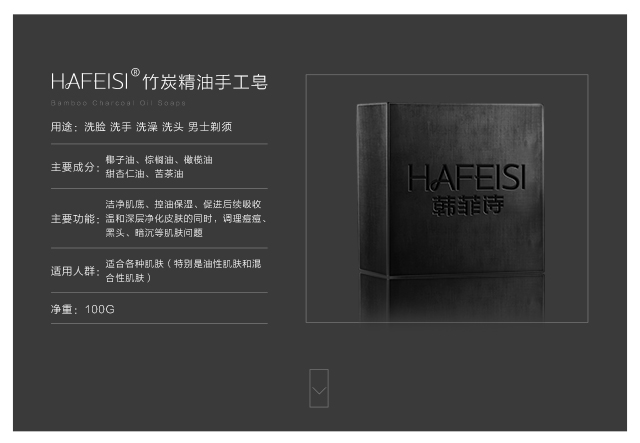 HAFEISI®竹炭精油手工皂
Bamboo Charcoal Oil Soaps
用途：洗脸 洗手 洗澡 洗头 男士剃须
主要成分：椰子油、棕榈油、橄榄油
甜杏仁油、苦茶油
主要功能：洁净肌底、控油保湿、促进后续吸收
温和深层净化皮肤的同时，调理痘痘、
黑头、暗沉等肌肤问题
适用人群：适合各种肌肤（特别是油性肌肤和混
合性肌肤）
净重：100G
HAFEISI
韩菲诗